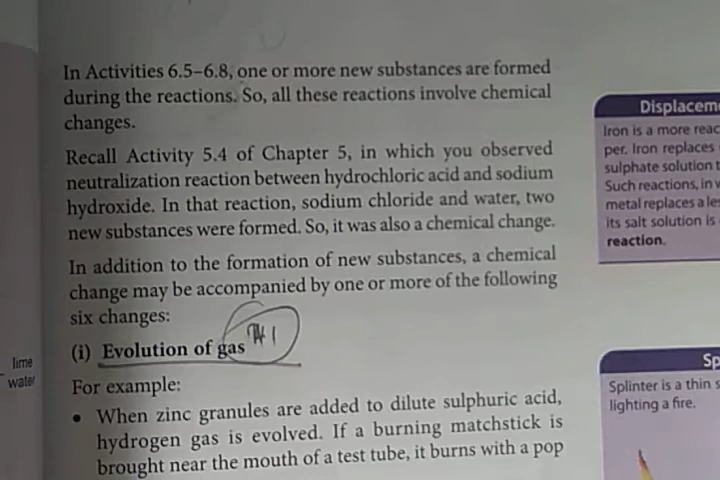 In Activities 6.5–6.8, one or more new substances are formed
during the reactions. So, all these reactions involve chemical
changes.
Recall Activity 5.4 of Chapter 5, in which you observed
neutralization reaction between hydrochloric acid and sodium
hydroxide. In that reaction, sodium chloride and water, two
new substances were formed. So, it was also a chemical change.
In addition to the formation of new substances, a chemical
change may be accompanied by one or more of the following
six changes:
(i) Evolution of gas
For example:
• When zinc granules are added to dilute sulphuric acid,
hydrogen gas is evolved. If a burning matchstick is
brought near the mouth of a test tube, it burns with a pop
lime
water
Iron is a more
per. Iron replaces
sulphate solution
Such reactions, in
metal replaces a
its salt solution is
reaction.
Splinter is a thin
lighting a fire.